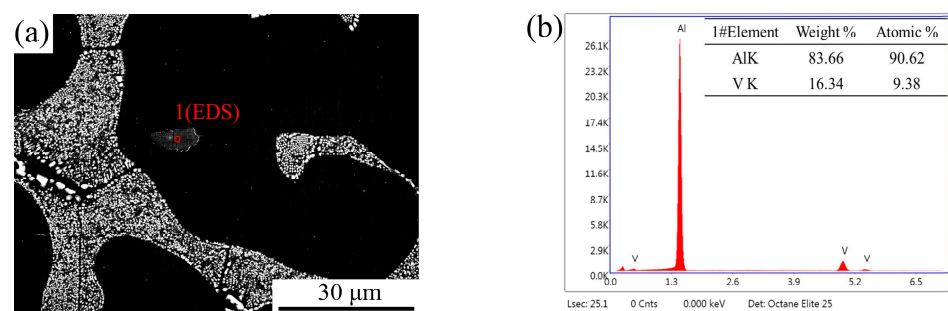 (a)
1(EDS)
30 μm
(b)
Al
1#Element Weight % Atomic %
AlK 83.66 90.62
V K 16.34 9.38
26.1K
23.2K
20.3K
17.4K
14.5K
11.6K
8.7K
5.8K
2.9K
0.0K
V V V
0.0 1.3 2.6 3.9 5.2 6.5
Lsec: 25.1 0 Cnts 0.000 keV Det: Octane Elite 25